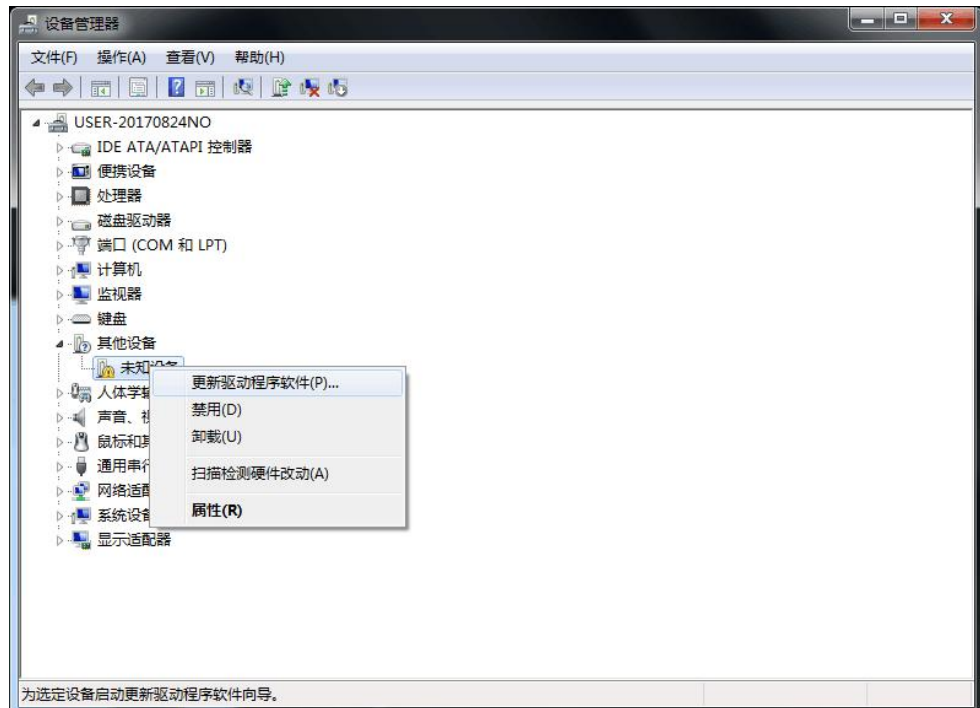 设备管理器
文件(F) 操作(A) 查看(V) 帮助(H)
USER-20170824NO
IDE ATA/ATAPI 控制器
便携设备
处理器
磁盘驱动器
端口 (COM 和 LPT)
计算机
监视器
键盘
其他设备
未知设备
更新驱动程序软件(P)...
人体学
禁用(D)
声音、
卸载(U)
鼠标和
通用串
扫描检测硬件改动(A)
网络适
属性(R)
系统设
显示适配器
为选定设备启动更新驱动程序软件向导。